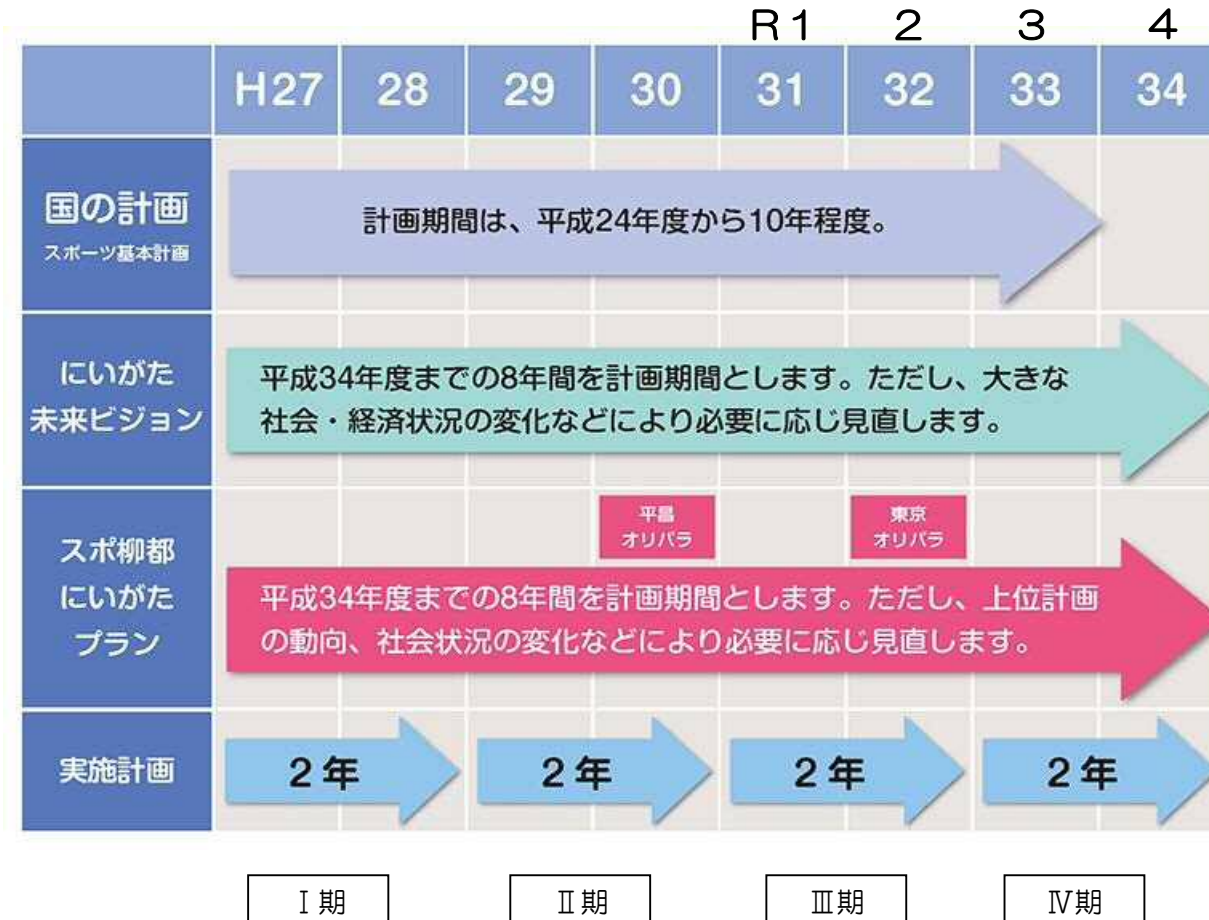 R1 2 3 4
H27 28 29 30 31 32 33 34
国の計画
スポーツ基本計画
計画期間は、平成24年度から10年程度。
にいがた
未来ビジョン
平成34年度までの8年間を計画期間とします。ただし、大きな
社会・経済状況の変化などにより必要に応じ見直します。
スポ柳都
にいがた
プラン
平昌
オリパラ
東京
オリパラ
平成34年度までの8年間を計画期間とします。ただし、上位計画
の動向、社会状況の変化などにより必要に応じ見直します。
実施計画
2年 2年 2年 2年
Ⅰ期 Ⅱ期 Ⅲ期 Ⅳ期